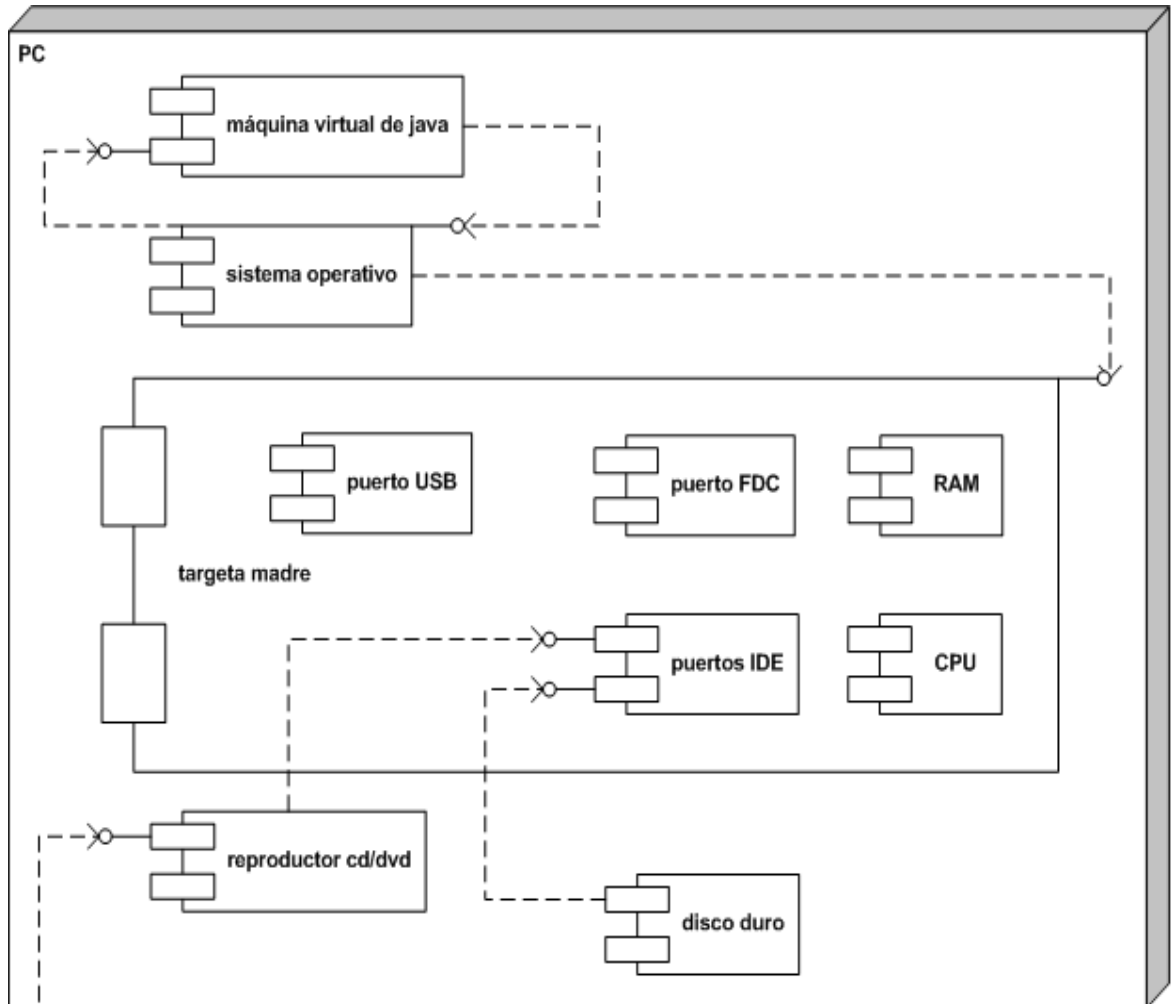 PC
máquina virtual de java
sistema operativo
puerto USB
puerto FDC
RAM
targeta madre
puertos IDE
CPU
reproductor cd/dvd
disco duro